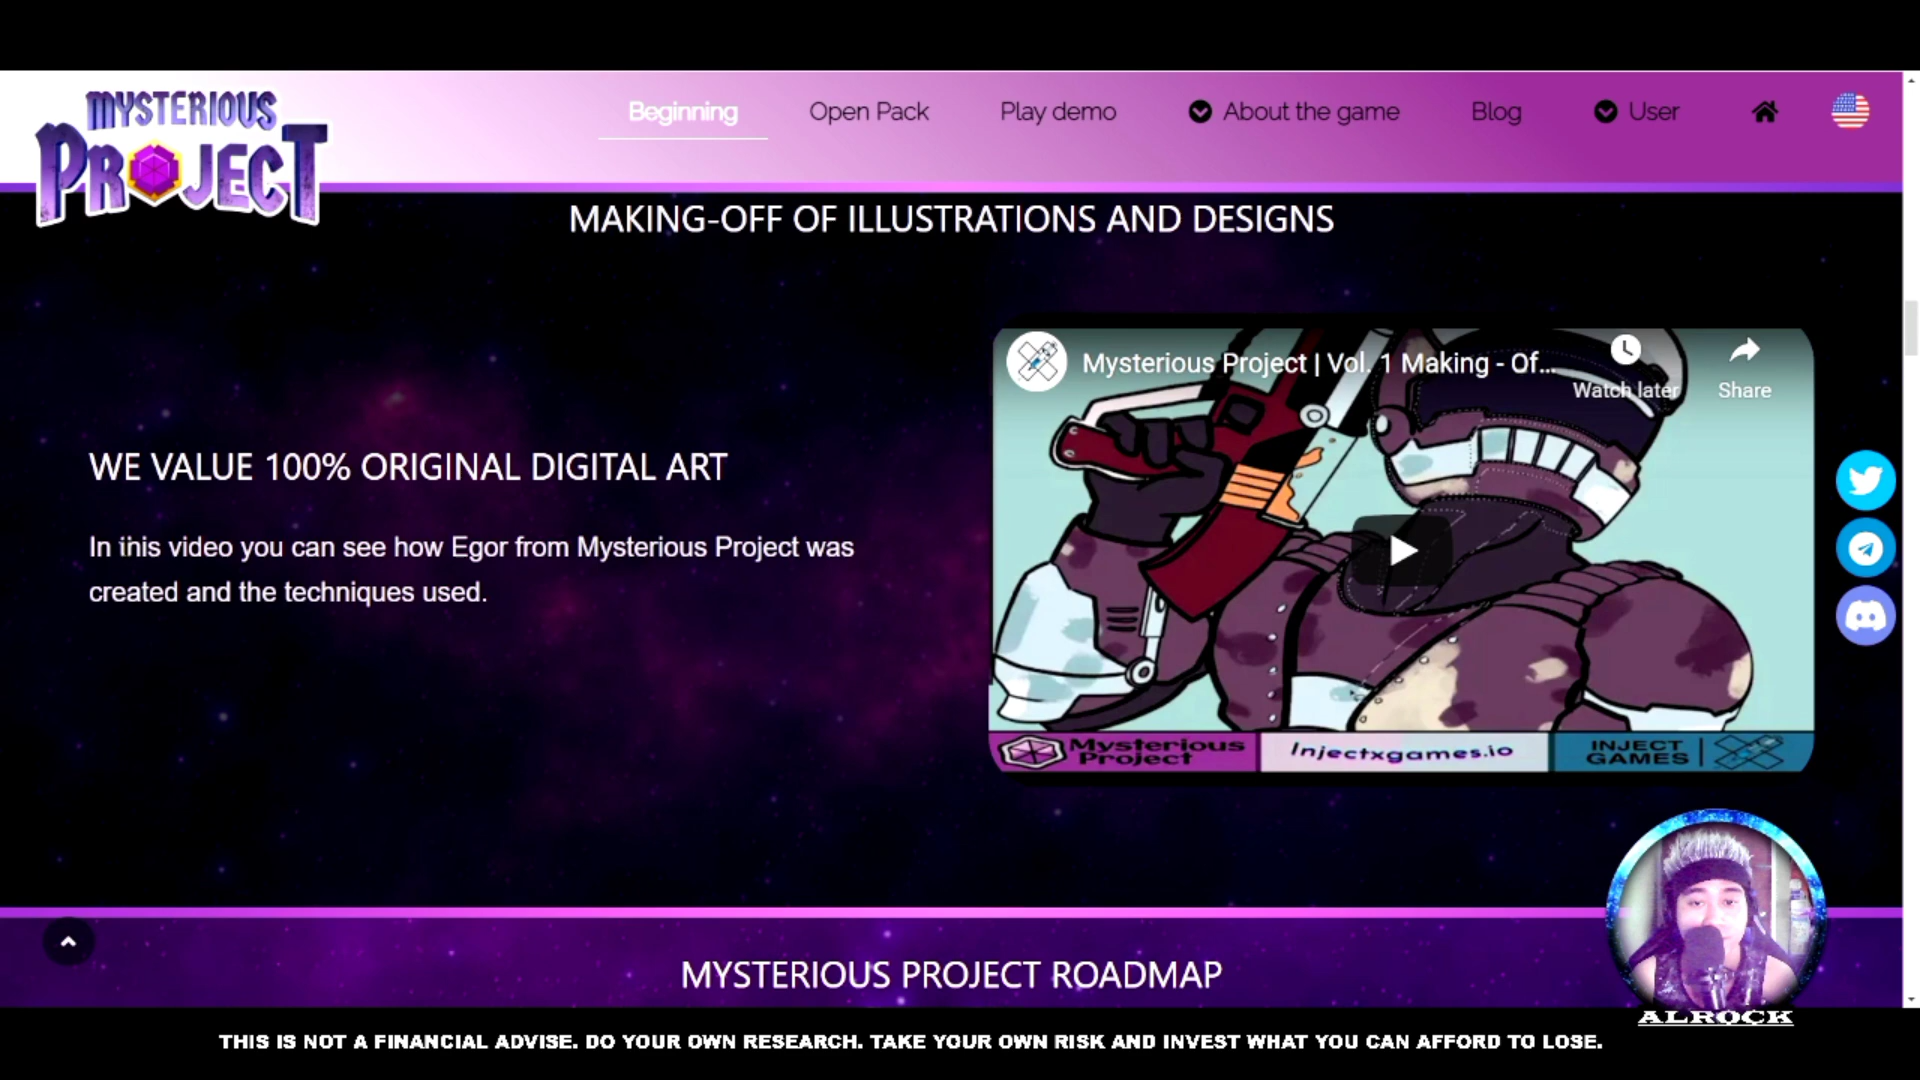 MYSTERIOUS
PROJECT
Beginning
Open Pack
Play demo
About the game
Blog
User
MAKING-OFF OF ILLUSTRATIONS AND DESIGNS
WE VALUE 100% ORIGINAL DIGITAL ART
In this video you can see how Egor from Mysterious Project was
created and the techniques used.
Mysterious Project | Vol. 1 Making - Of...
Watch later
Share
Mysterious
Project
Injectxgames.io
INJECT
GAMES
MYSTERIOUS PROJECT ROADMAP
ALROCK
THIS IS NOT A FINANCIAL ADVISE. DO YOUR OWN RESEARCH. TAKE YOUR OWN RISK AND INVEST WHAT YOU CAN AFFORD TO LOSE.